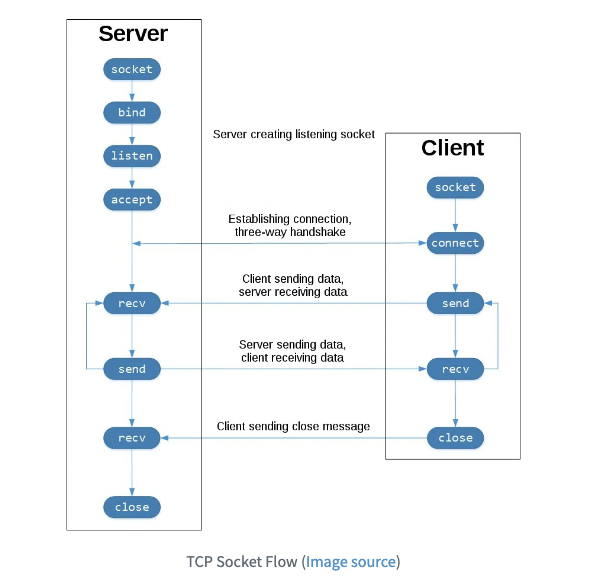 Server
socket
bind
listen
accept
Server creating listening socket
Client
socket
Establishing connection,
three-way handshake
connect
Client sending data,
server receiving data
recv
send
Server sending data,
client receiving data
send
recv
Client sending close message
recv
close
close
TCP Socket Flow (Image source)